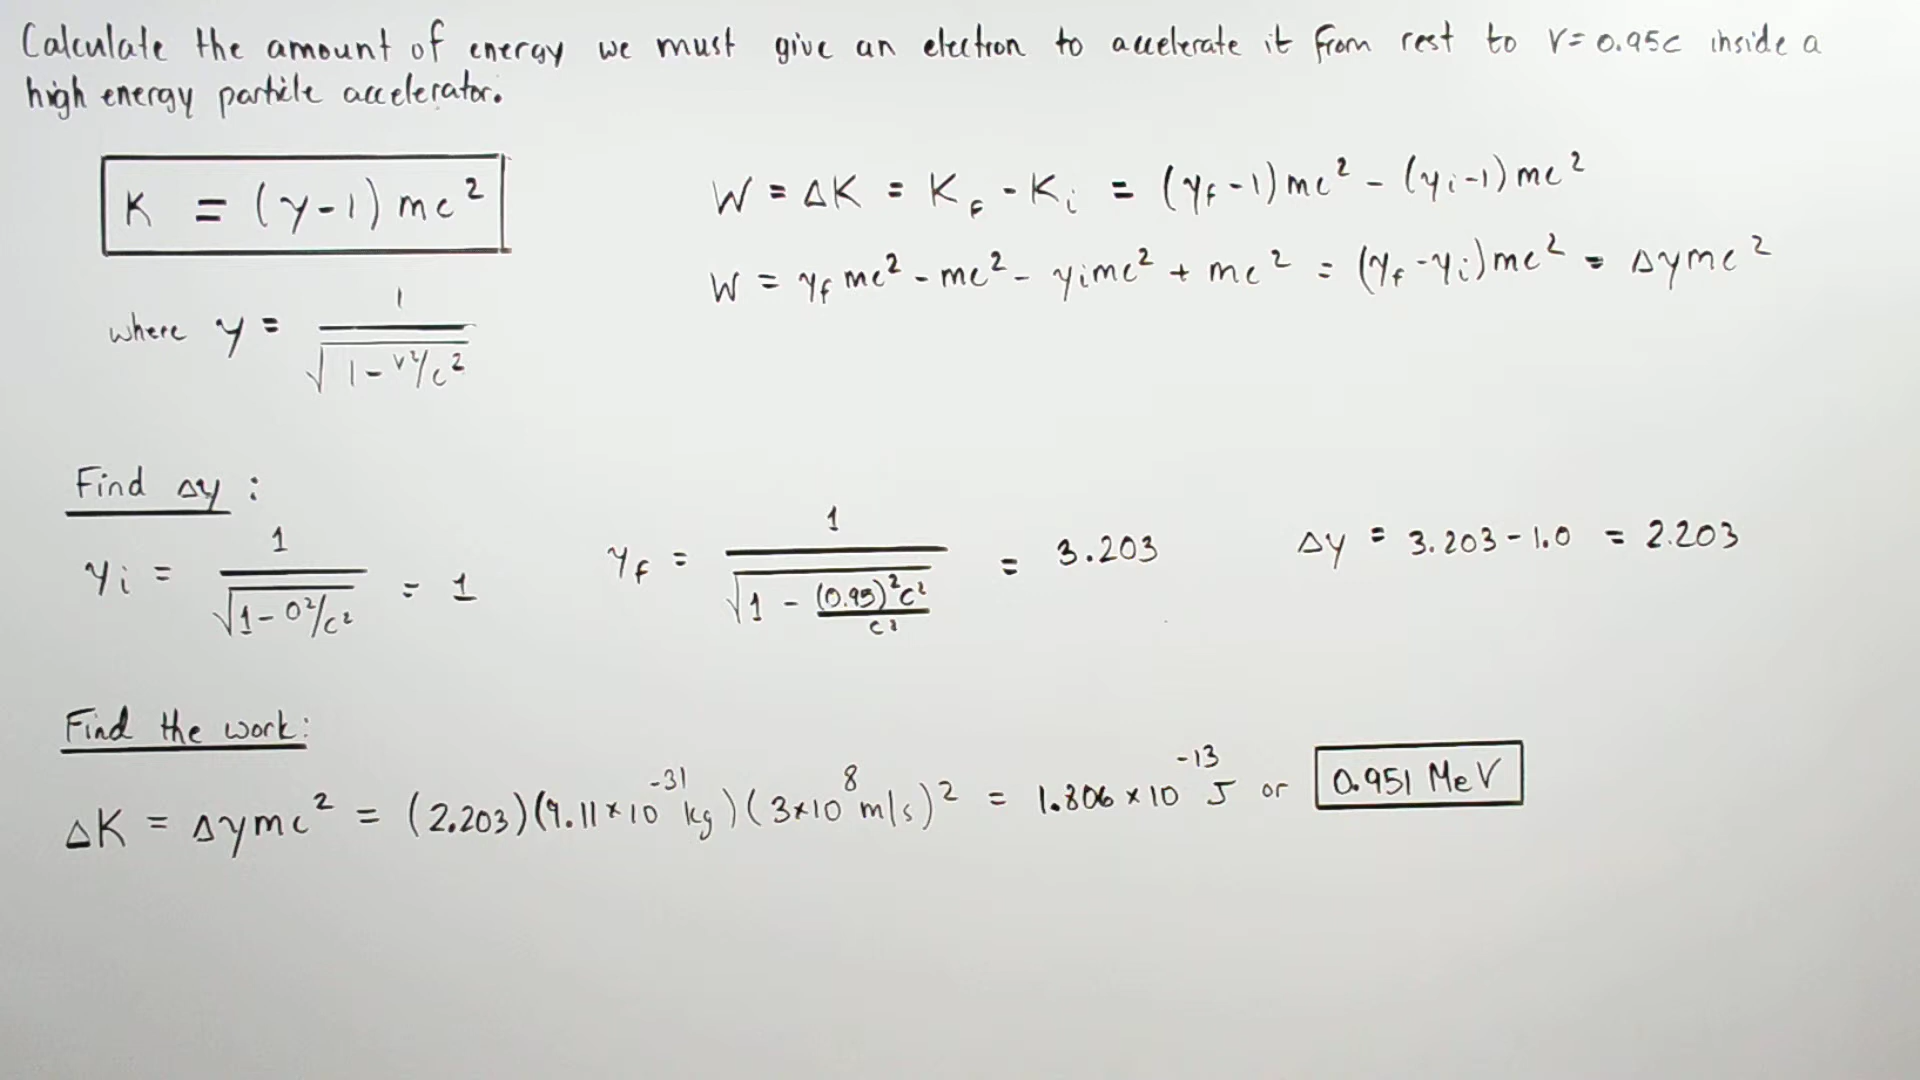 Calculate the amount of energy we must give an electron to accelerate it from rest to v = 0.95c inside a
high energy particle accelerator.
K = (γ-1) mc²
W = ΔK = K_F - K_i = (γ_F - 1) mc² - (γ_i - 1) mc²
W = γ_f mc² - mc² - γ_i mc² + mc² = (γ_f - γ_i) mc² = Δγmc²
where γ = 1 / √(1 - v²/c²)
Find Δγ :
γ_i = 1 / √(1 - 0²/c²) = 1
γ_f = 1 / √(1 - (0.95)²c²/c²) = 3.203
Δγ = 3.203 - 1.0 = 2.203
Find the work:
ΔK = Δγmc² = (2.203)(9.11 × 10⁻³¹ kg)(3×10⁸ m/s)² = 1.806 × 10⁻¹³ J or 0.951 MeV